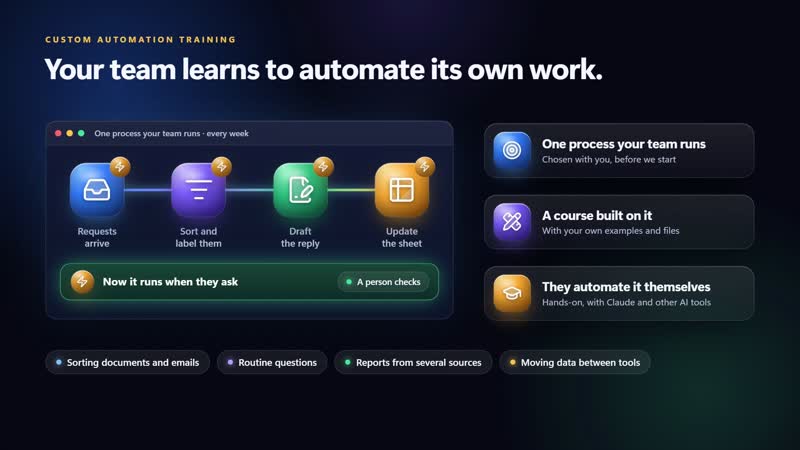 CUSTOM AUTOMATION TRAINING
Your team learns to automate its own work.
One process your team runs · every week
Requests
arrive
Sort and
label them
Draft
the reply
Update
the sheet
Now it runs when they ask
A person checks
One process your team runs
Chosen with you, before we start
A course built on it
With your own examples and files
They automate it themselves
Hands-on, with Claude and other AI tools
Sorting documents and emails
Routine questions
Reports from several sources
Moving data between tools